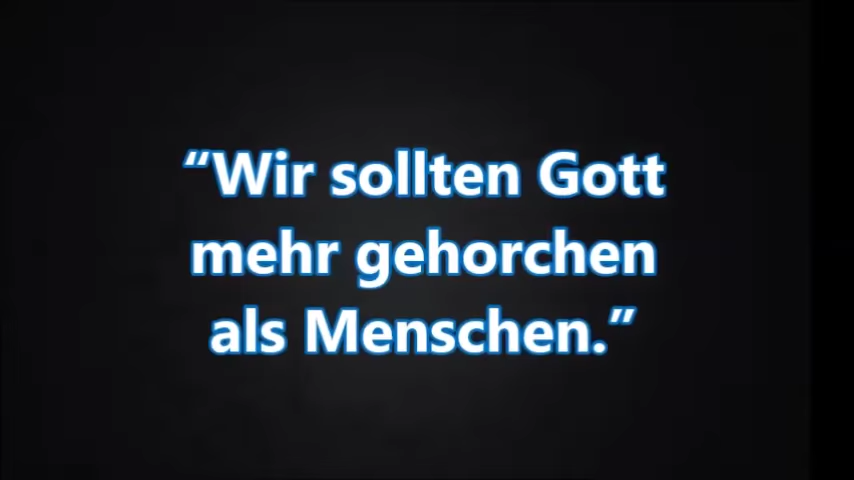 “Wir sollten Gott
mehr gehorchen
als Menschen.”